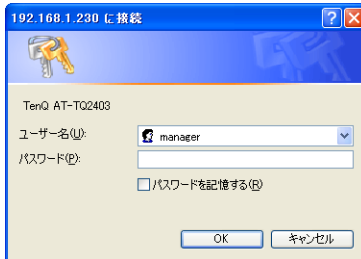 192.168.1.230 に接続
TenQ AT-TQ2403
ユーザー名(U):
manager
パスワード(P):
パスワードを記憶する(R)
OK
キャンセル